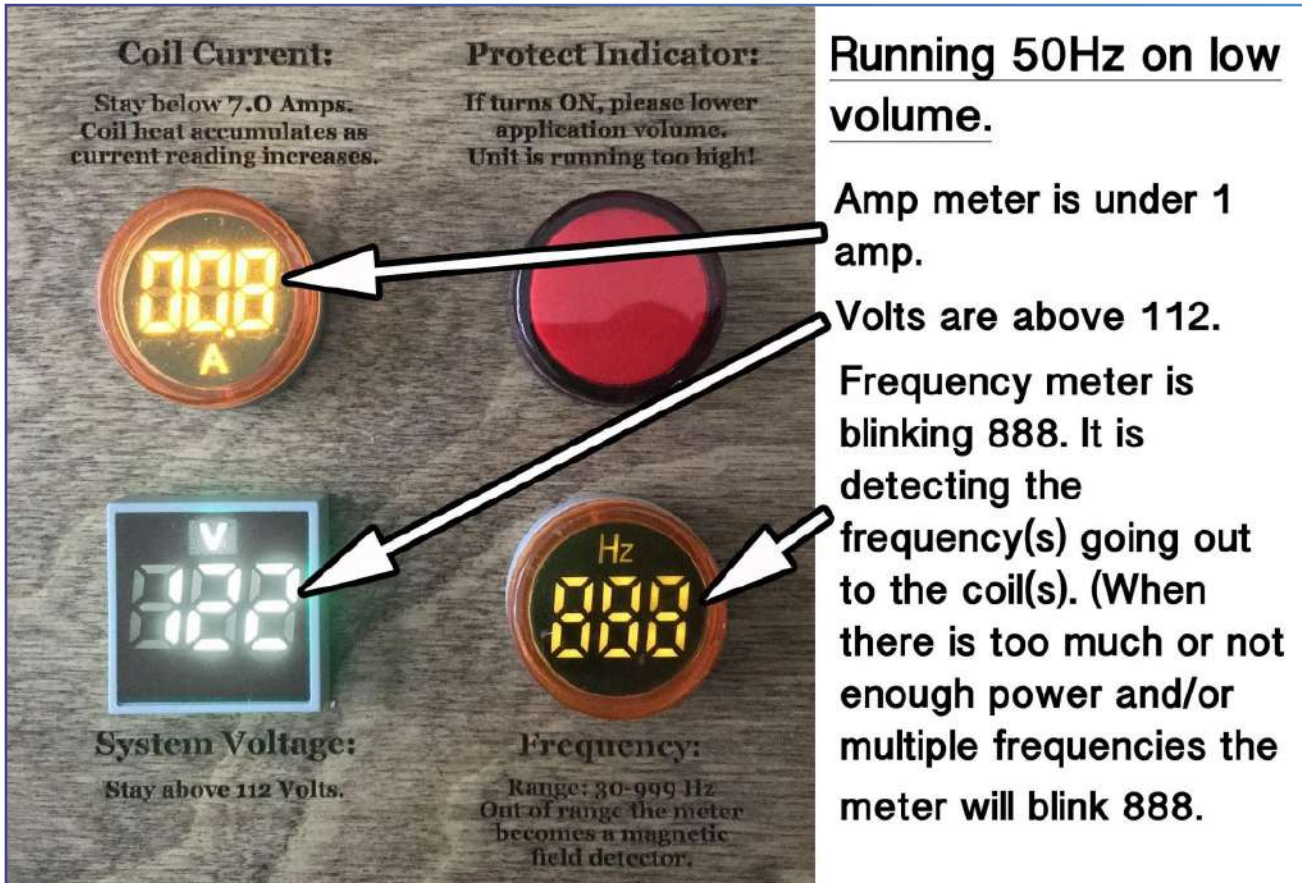 Coil Current:
Stay below 7.0 Amps.
Coil heat accumulates as
current reading increases.
00.8
A
Protect Indicator:
If turns ON, please lower
application volume.
Unit is running too high!
V
122
System Voltage:
Stay above 112 Volts.
Hz
888
Frequency:
Range: 30-999 Hz
Out of range the meter
becomes a magnetic
field detector.
Running 50Hz on low
volume.
Amp meter is under 1
amp.
Volts are above 112.
Frequency meter is
blinking 888. It is
detecting the
frequency(s) going out
to the coil(s). (When
there is too much or not
enough power and/or
multiple frequencies the
meter will blink 888.